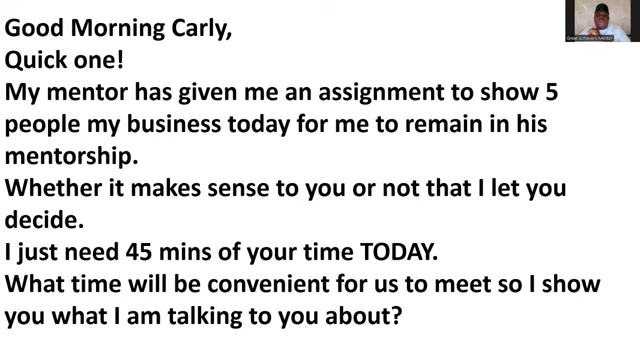 Good Morning Carly,
Quick one!
My mentor has given me an assignment to show 5
people my business today for me to remain in his
mentorship.
Whether it makes sense to you or not that I let you
decide.
I just need 45 mins of your time TODAY.
What time will be convenient for us to meet so I show
you what I am talking to you about?
Great Achievers Mentor